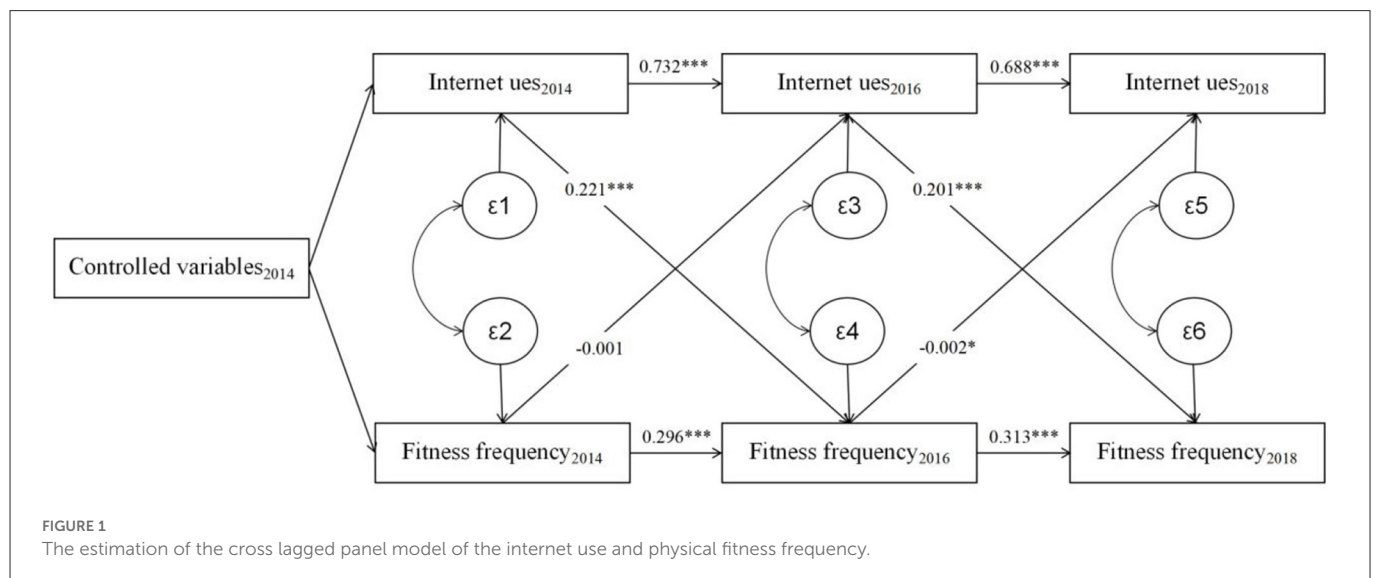 Internet ues2014
0.732***
Internet ues2016
0.688***
Internet ues2018
ε1
0.221***
ε3
0.201***
ε5
Controlled variables2014
ε2
-0.001
ε4
-0.002*
ε6
Fitness frequency2014
0.296***
Fitness frequency2016
0.313***
Fitness frequency2018
FIGURE 1
The estimation of the cross lagged panel model of the internet use and physical fitness frequency.